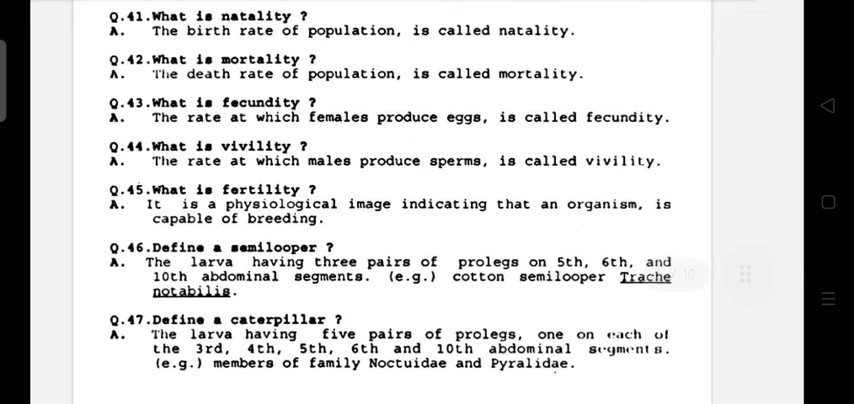 Q.41.What is natality ?
A. The birth rate of population, is called natality.
Q.42.What is mortality ?
A. The death rate of population, is called mortality.
Q.43.What is fecundity ?
A. The rate at which females produce eggs, is called fecundity.
Q.44.What is vivility ?
A. The rate at which males produce sperms, is called vivility.
Q.45.What is fertility ?
A. It is a physiological image indicating that an organism, is
capable of breeding.
Q.46.Define a semilooper ?
A. The larva having three pairs of prolegs on 5th, 6th, and
10th abdominal segments. (e.g.) cotton semilooper Trache
/ 10
notabilis.
Q.47.Define a caterpillar ?
A. The larva having five pairs of prolegs, one on each of
the 3rd, 4th, 5th, 6th and 10th abdominal segments.
(e.g.) members of family Noctuidae and Pyralidae.